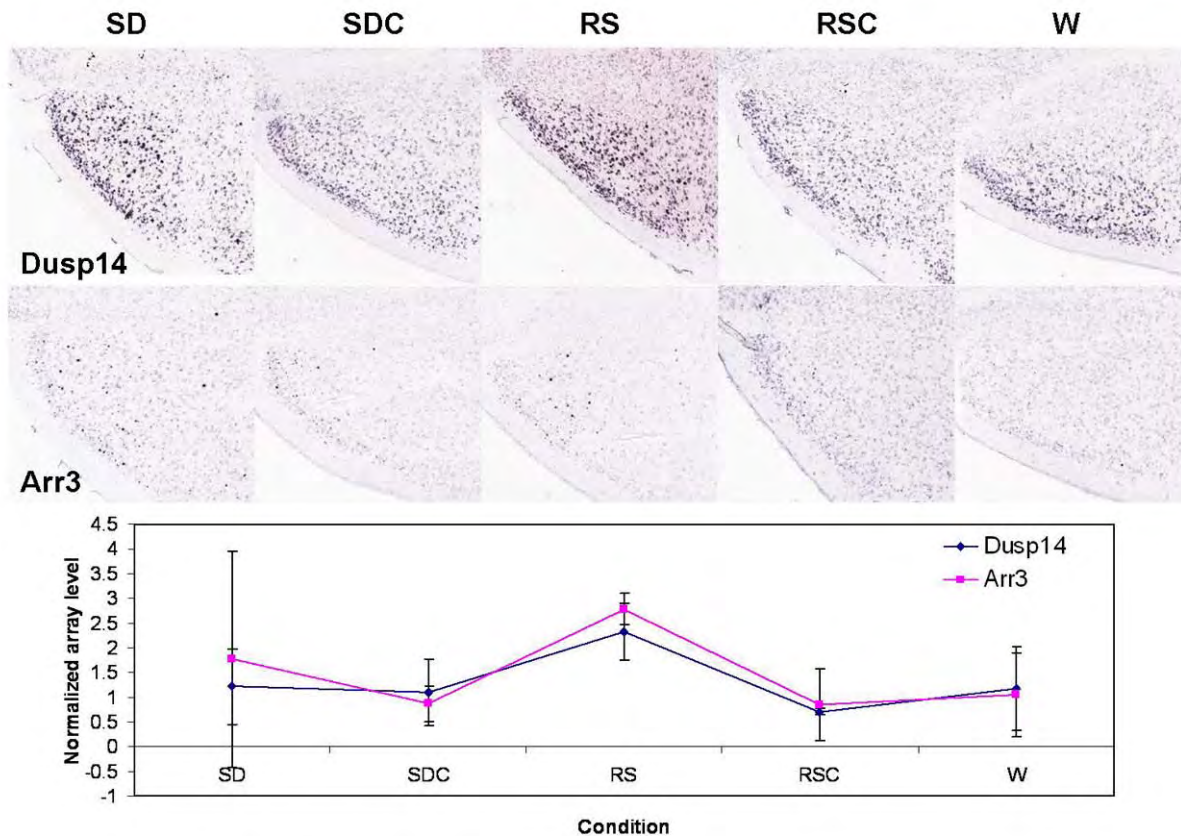 SD SDC RS RSC W
Dusp14
Arr3
4.5
4
3.5
3
2.5
2
1.5
1
0.5
0
-0.5
-1
Normalized array level
Dusp14
Arr3
SD SDC RS RSC W
Condition